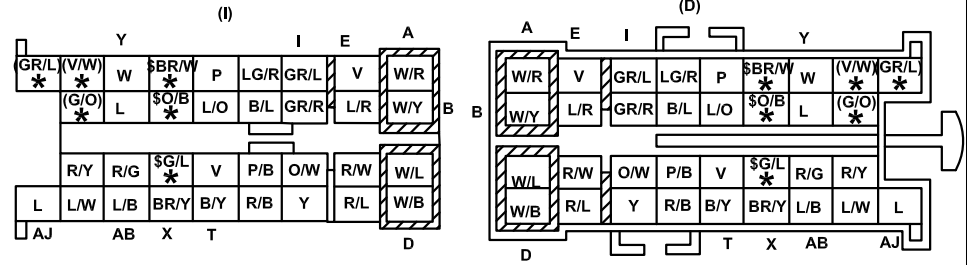 (I)
Y I E A
(GR/L) (V/W) W $BR/W P LG/R GR/L V W/R
* * *
(G/O) L $O/B L/O B/L GR/R L/R W/Y B
* *
R/Y R/G $G/L V P/B O/W R/W W/L
*
L L/W L/B BR/Y B/Y R/B Y R/L W/B
AJ AB X T D
(D)
A E I Y
W/R V GR/L LG/R P $BR/W W (V/W) (GR/L)
* * *
B W/Y L/R GR/R B/L L/O $O/B L (G/O)
* *
W/L R/W O/W P/B V $G/L R/G R/Y
*
W/B R/L Y R/B B/Y BR/Y L/B L/W L
D T X AB AJ